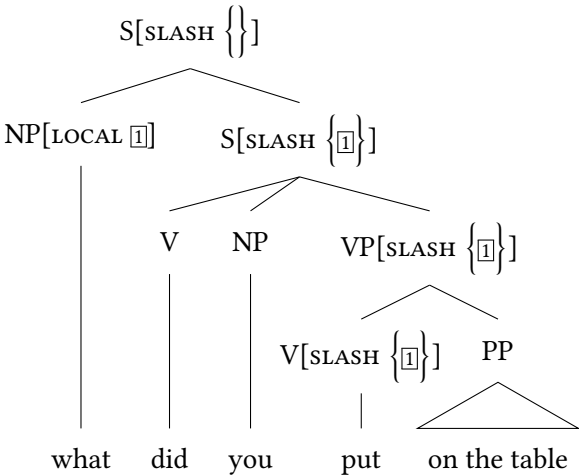 S[SLASH {}]
NP[LOCAL 1] S[SLASH {1}]
V NP VP[SLASH {1}]
V[SLASH {1}] PP
what did you put on the table